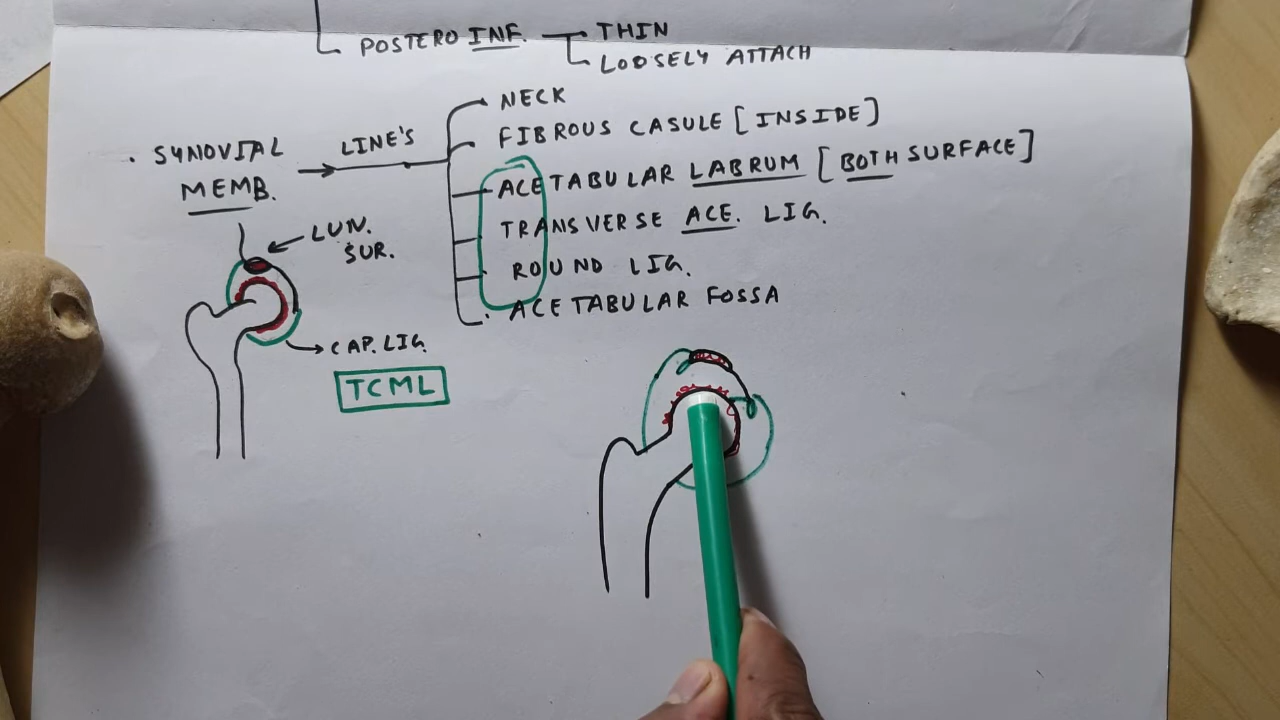 POSTERO INF. THIN
LOOSELY ATTACH
SYNOVIAL MEMB. LINE'S
NECK
FIBROUS CASULE [INSIDE]
ACETABULAR LABRUM [BOTH SURFACE]
TRANSVERSE ACE. LIG.
ROUND LIG.
ACETABULAR FOSSA
LUN. SUR.
CAP. LIG.
TCML